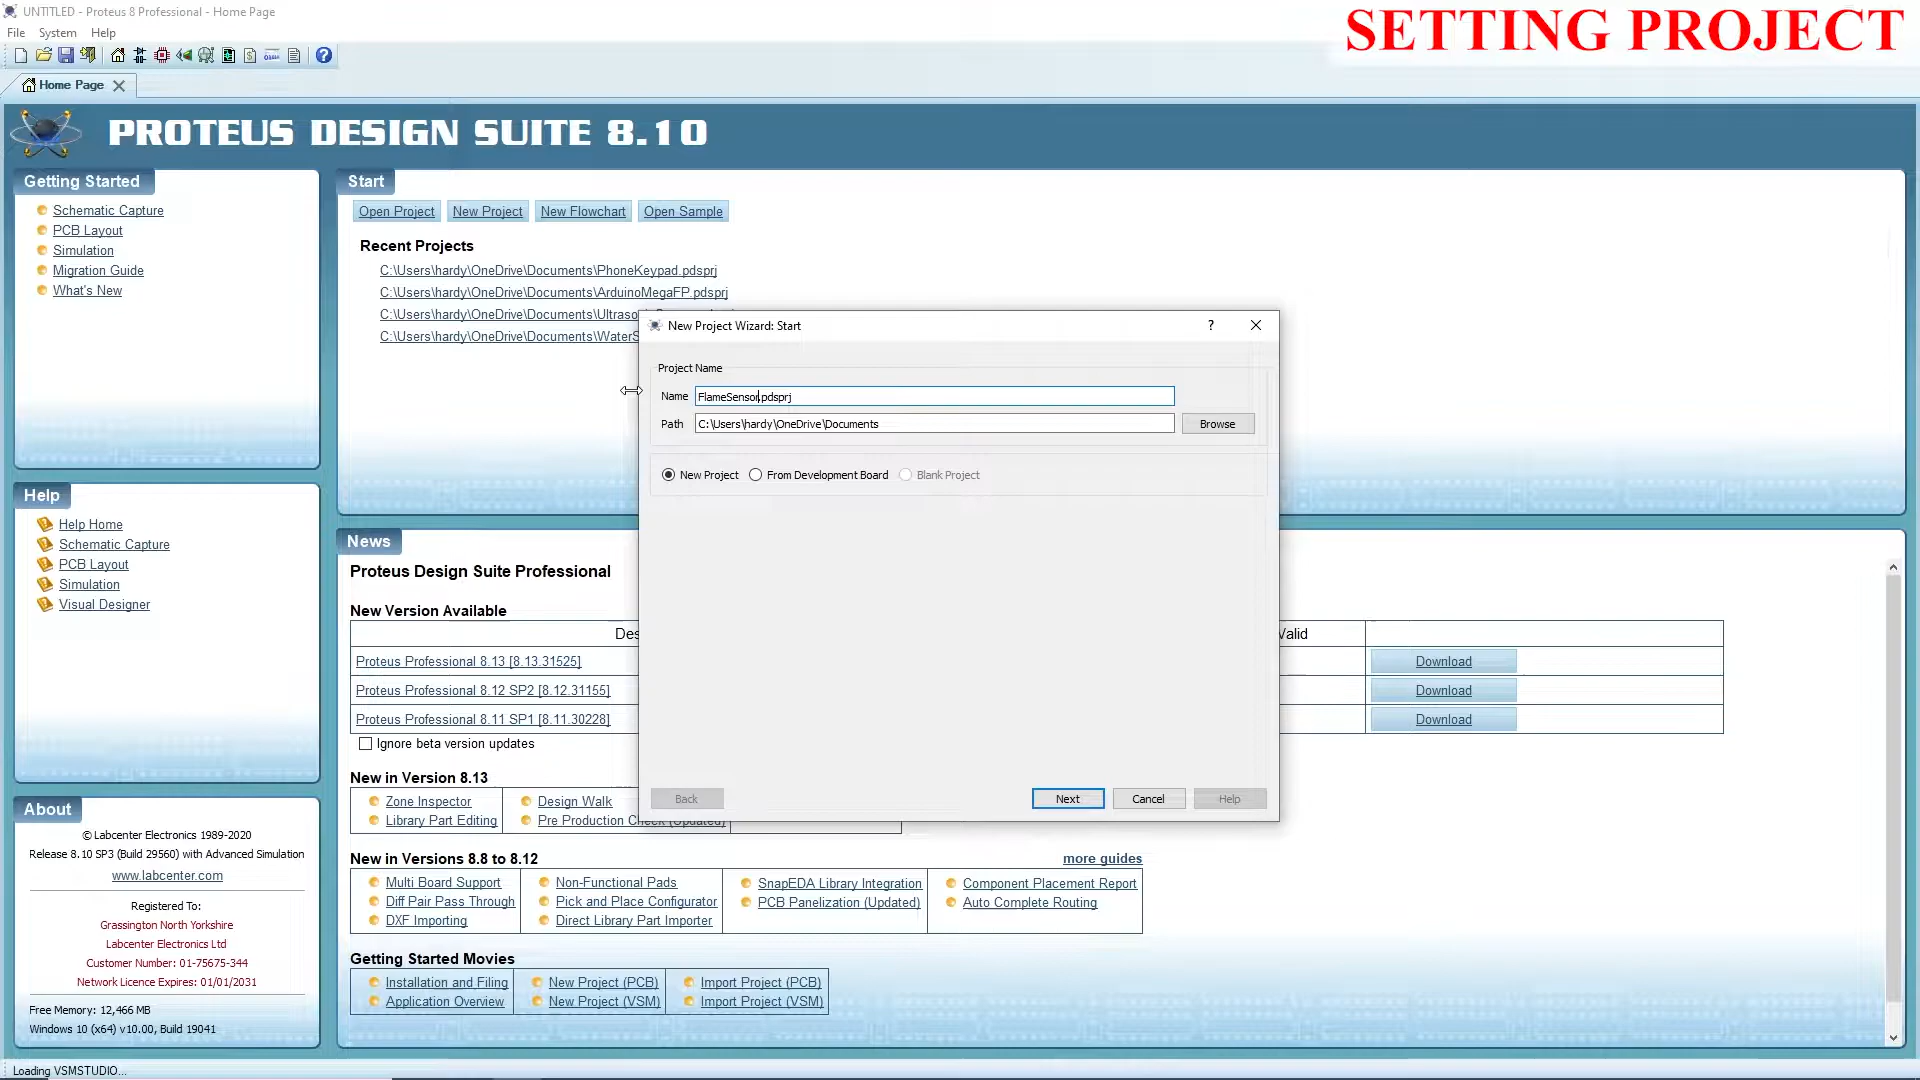 UNTITLED - Proteus 8 Professional - Home Page
SETTING PROJECT
File System Help
Home Page
PROTEUS DESIGN SUITE 8.10
Getting Started
Schematic Capture
PCB Layout
Simulation
Migration Guide
What's New
Start
Open Project New Project New Flowchart Open Sample
Recent Projects
C:\Users\hardy\OneDrive\Documents\PhoneKeypad.pdsprj
C:\Users\hardy\OneDrive\Documents\ArduinoMegaFP.pdsprj
C:\Users\hardy\OneDrive\Documents\Ultraso
C:\Users\hardy\OneDrive\Documents\WaterS
New Project Wizard: Start
?
Project Name
Name FlameSensor.pdsprj
Path C:\Users\hardy\OneDrive\Documents Browse
New Project From Development Board Blank Project
Back Next Cancel Help
Help
Help Home
Schematic Capture
PCB Layout
Simulation
Visual Designer
News
Proteus Design Suite Professional
New Version Available
Des Valid
Proteus Professional 8.13 [8.13.31525] Download
Proteus Professional 8.12 SP2 [8.12.31155] Download
Proteus Professional 8.11 SP1 [8.11.30228] Download
Ignore beta version updates
New in Version 8.13
Zone Inspector Design Walk
Library Part Editing Pre Production Check (Updated)
New in Versions 8.8 to 8.12 more guides
Multi Board Support Non-Functional Pads SnapEDA Library Integration Component Placement Report
Diff Pair Pass Through Pick and Place Configurator PCB Panelization (Updated) Auto Complete Routing
DXF Importing Direct Library Part Importer
Getting Started Movies
Installation and Filing New Project (PCB) Import Project (PCB)
Application Overview New Project (VSM) Import Project (VSM)
About
© Labcenter Electronics 1989-2020
Release 8.10 SP3 (Build 29560) with Advanced Simulation
www.labcenter.com
Registered To:
Grassington North Yorkshire
Labcenter Electronics Ltd
Customer Number: 01-75675-344
Network Licence Expires: 01/01/2031
Free Memory: 12,466 MB
Windows 10 (x64) v10.00, Build 19041
Loading VSMSTUDIO...